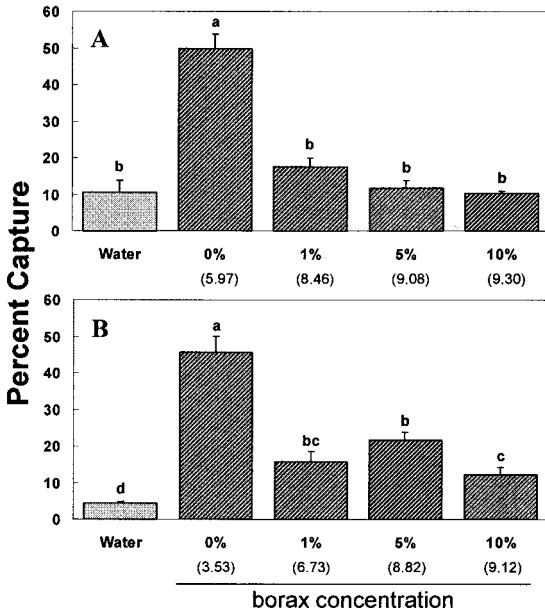 60
A
a
50
40
30
20
b
b
b
b
10
0
Water
0%
1%
5%
10%
(5.97)
(8.46)
(9.08)
(9.30)
Percent Capture
60
B
a
50
40
30
20
bc
b
c
10
d
0
Water
0%
1%
5%
10%
(3.53)
(6.73)
(8.82)
(9.12)
borax concentration